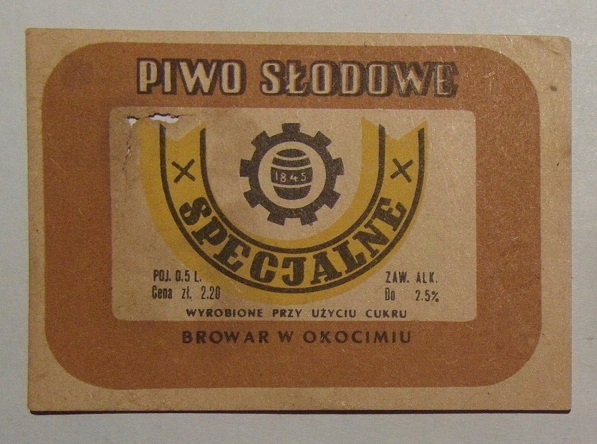 PIWO SŁODOWE
1845
SPECJALNE
POJ. 0.5 L.
Cena zł. 2.20
ZAW. ALK.
Do 2.5%
WYROBIONE PRZY UŻYCIU CUKRU
BROWAR W OKOCIMIU